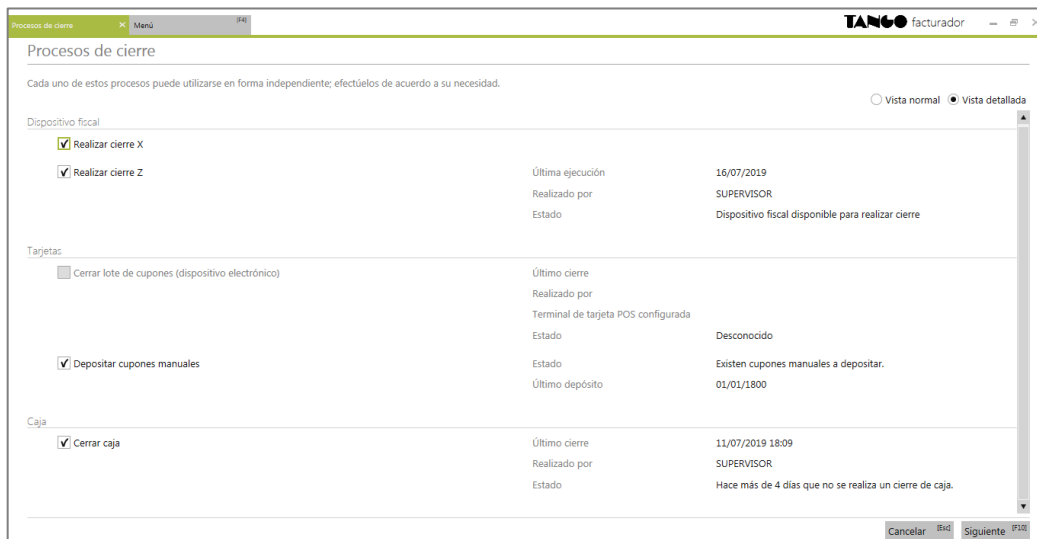 Procesos de cierre × Menú [F4] TANGO facturador
Procesos de cierre
Cada uno de estos procesos puede utilizarse en forma independiente; efectúelos de acuerdo a su necesidad.
Vista normal Vista detallada
Dispositivo fiscal
Realizar cierre X
Realizar cierre Z Última ejecución 16/07/2019
Realizado por SUPERVISOR
Estado Dispositivo fiscal disponible para realizar cierre
Tarjetas
Cerrar lote de cupones (dispositivo electrónico) Último cierre
Realizado por
Terminal de tarjeta POS configurada
Estado Desconocido
Depositar cupones manuales Estado Existen cupones manuales a depositar.
Último depósito 01/01/1800
Caja
Cerrar caja Último cierre 11/07/2019 18:09
Realizado por SUPERVISOR
Estado Hace más de 4 días que no se realiza un cierre de caja.
Cancelar [Esc] Siguiente [F10]